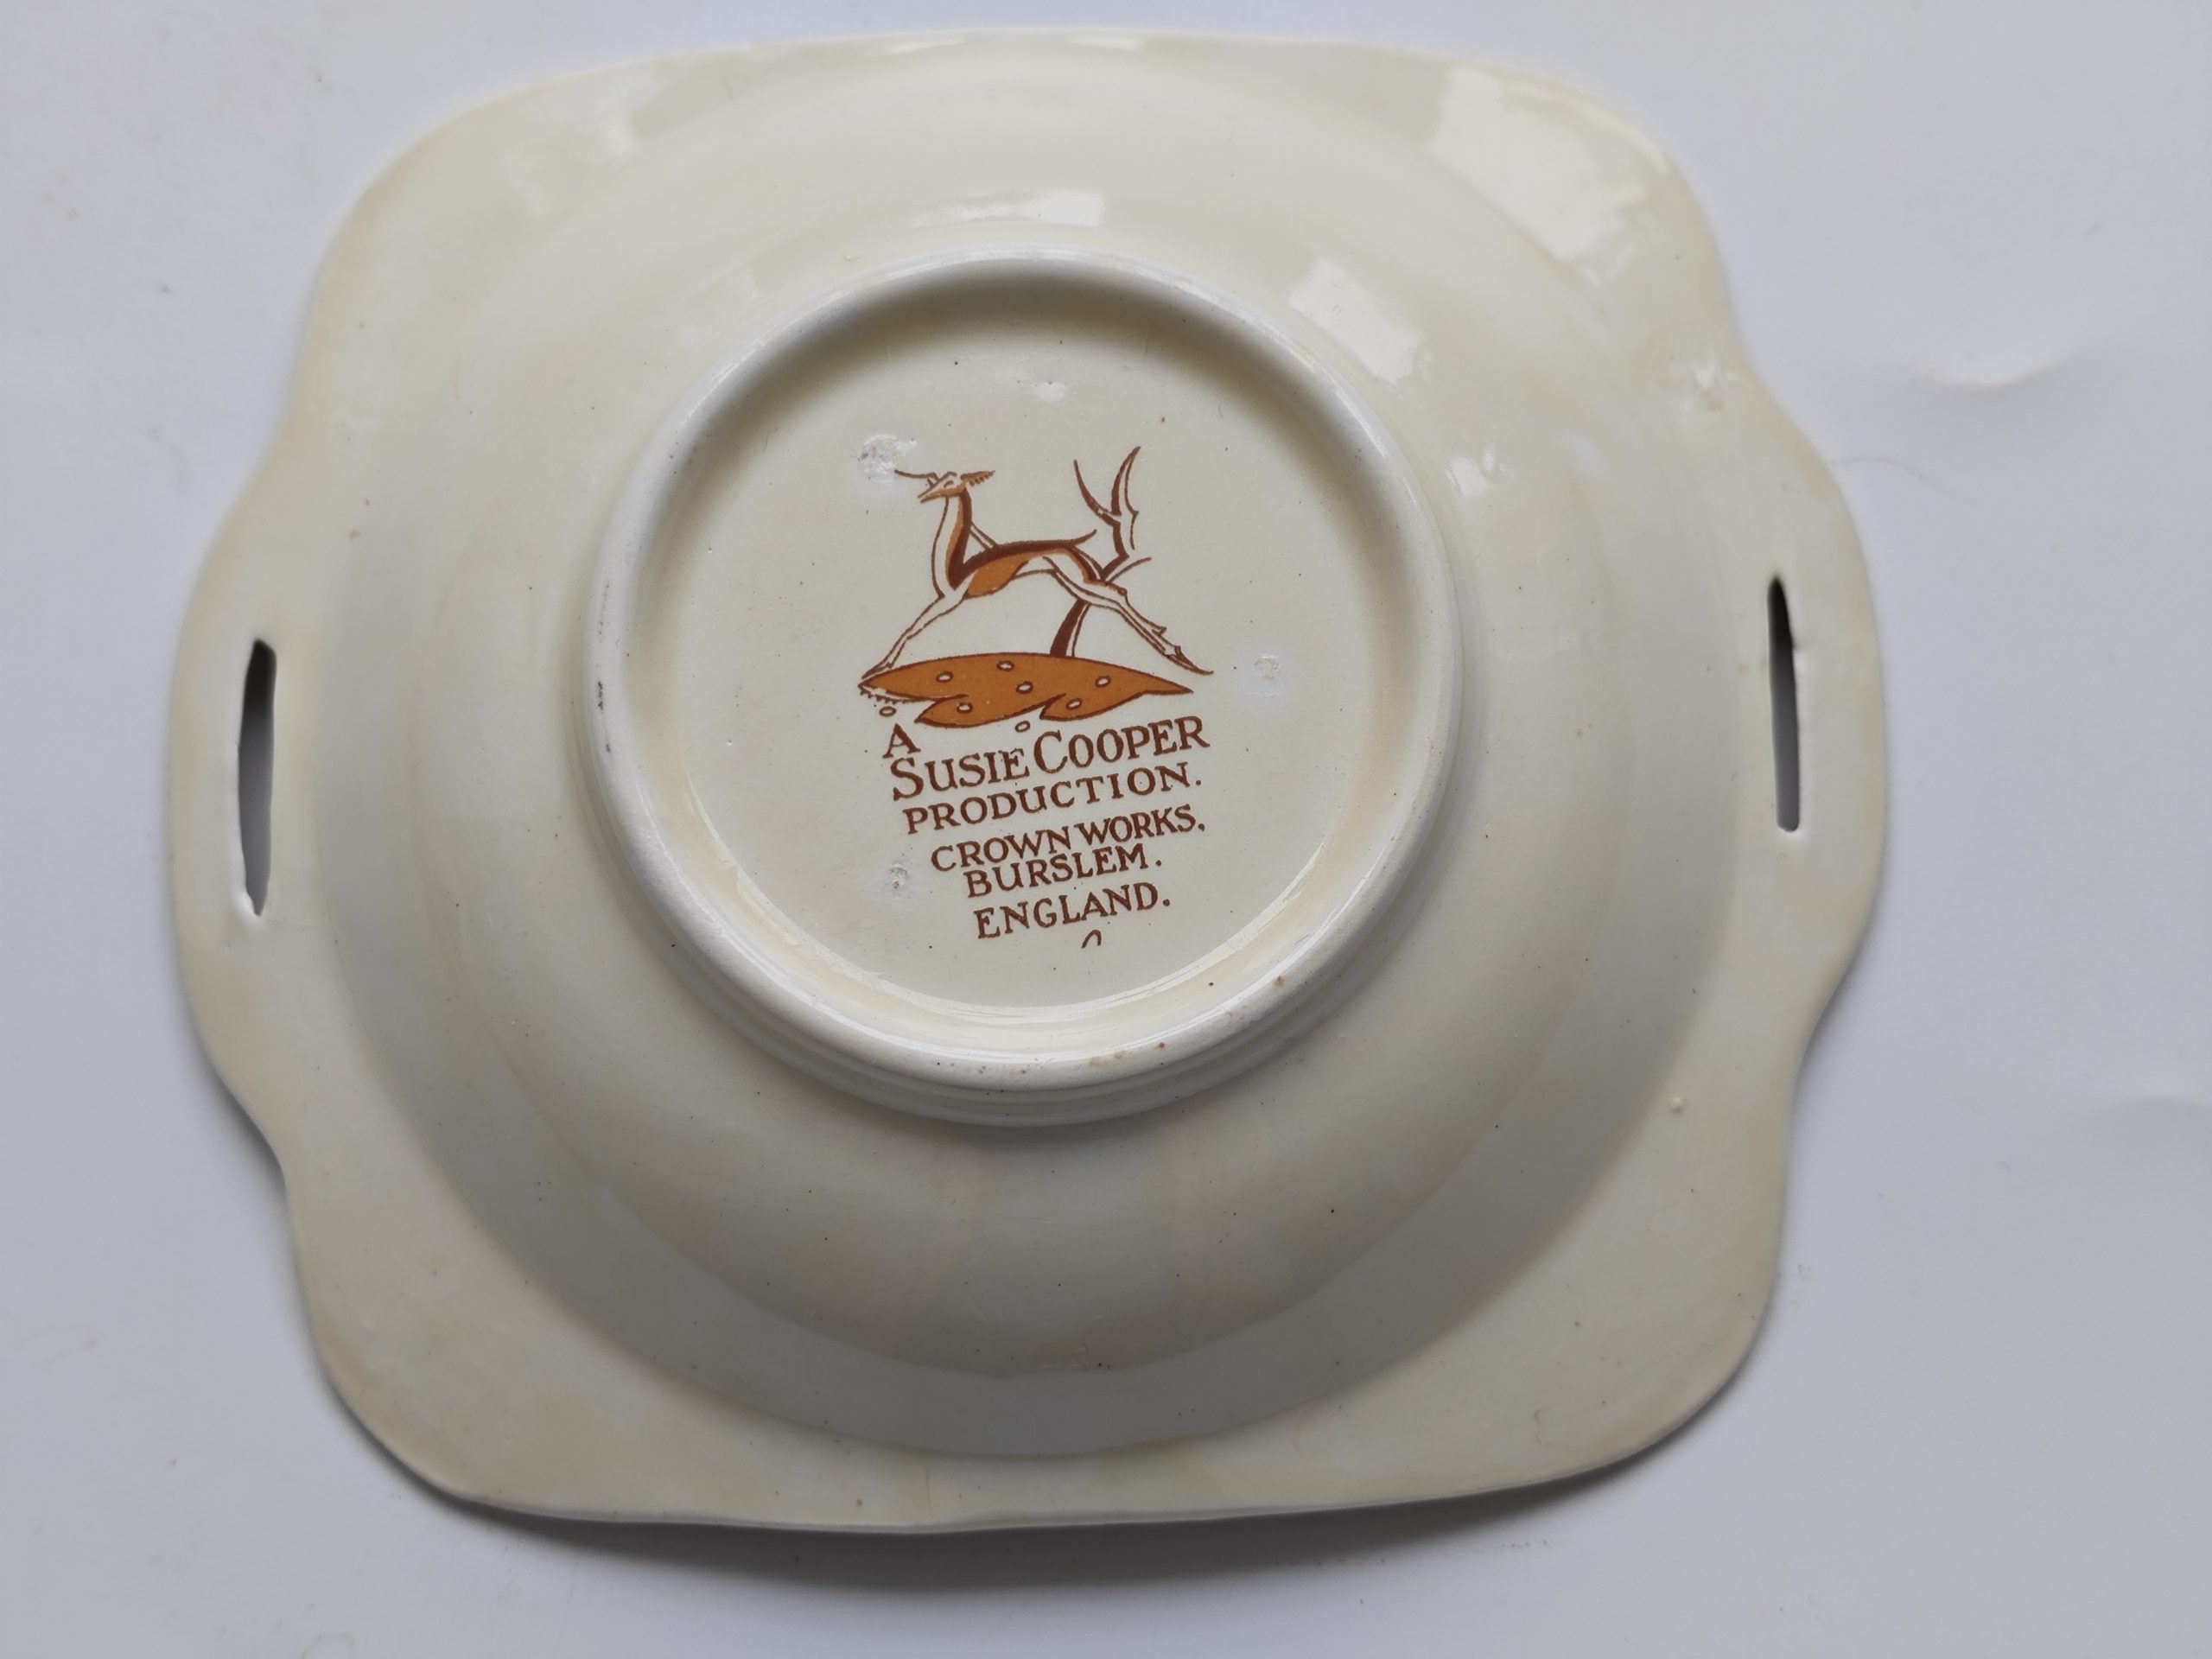 A
SUSIE COOPER
PRODUCTION.
CROWN WORKS.
BURSLEM.
ENGLAND.